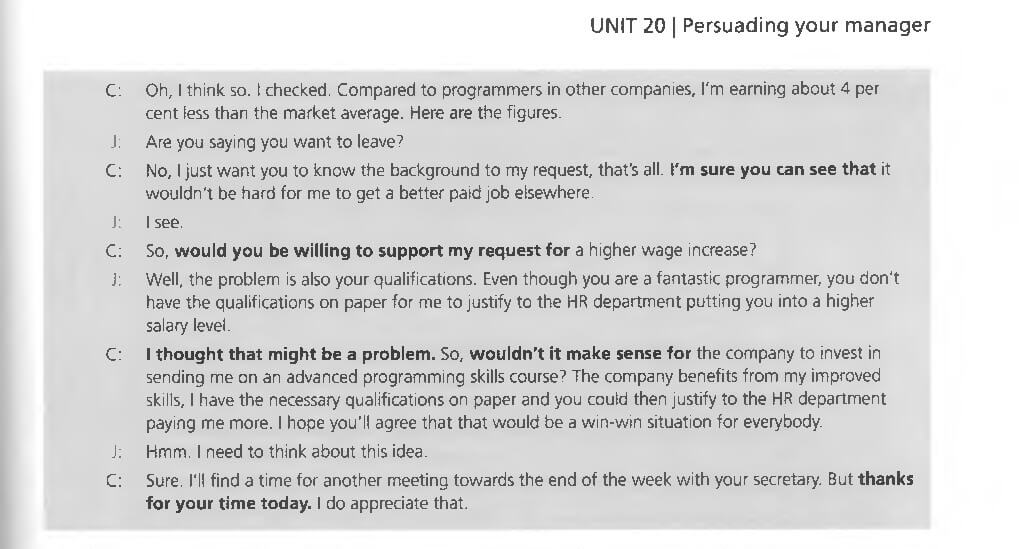 UNIT 20 | Persuading your manager
C: Oh, I think so. I checked. Compared to programmers in other companies, I'm earning about 4 per
cent less than the market average. Here are the figures.
J: Are you saying you want to leave?
C: No, I just want you to know the background to my request, that's all. I'm sure you can see that it
wouldn't be hard for me to get a better paid job elsewhere.
J: I see.
C: So, would you be willing to support my request for a higher wage increase?
J: Well, the problem is also your qualifications. Even though you are a fantastic programmer, you don't
have the qualifications on paper for me to justify to the HR department putting you into a higher
salary level.
C: I thought that might be a problem. So, wouldn't it make sense for the company to invest in
sending me on an advanced programming skills course? The company benefits from my improved
skills, I have the necessary qualifications on paper and you could then justify to the HR department
paying me more. I hope you'll agree that that would be a win-win situation for everybody.
J: Hmm. I need to think about this idea.
C: Sure. I'll find a time for another meeting towards the end of the week with your secretary. But thanks
for your time today. I do appreciate that.